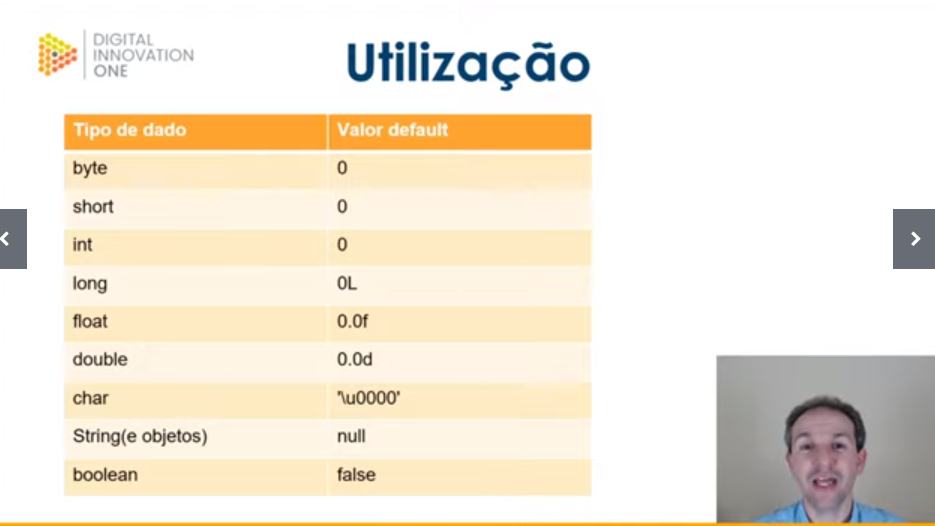 DIGITAL
INNOVATION
ONE
Utilização
Tipo de dado Valor default
byte 0
short 0
int 0
long 0L
float 0.0f
double 0.0d
char '\u0000'
String(e objetos) null
boolean false